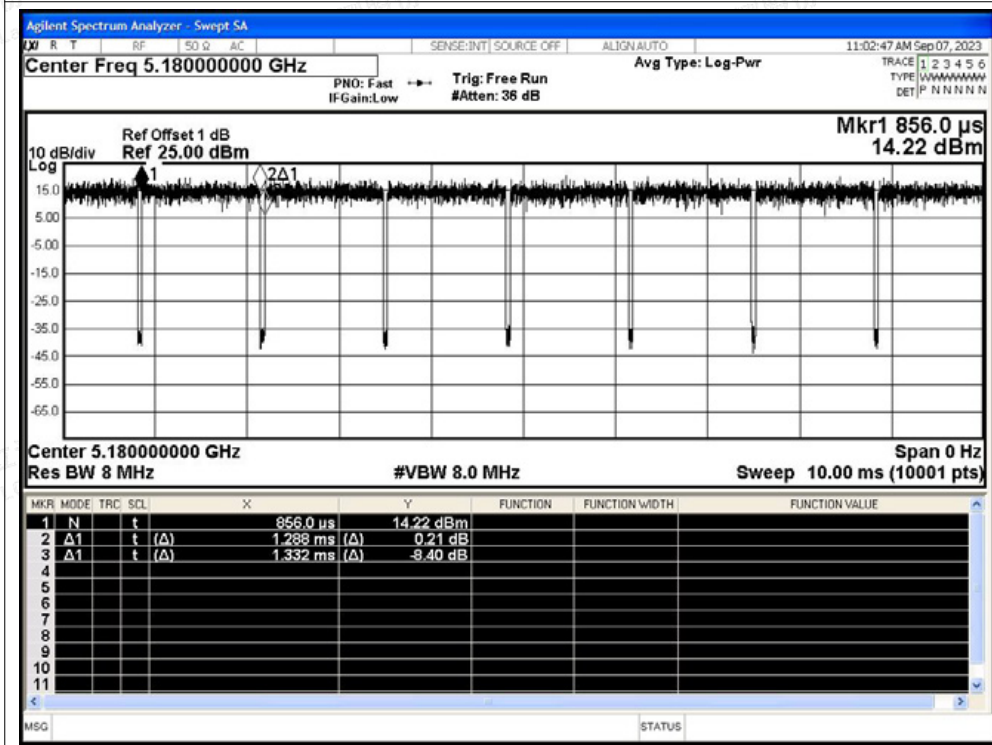 Agilent Spectrum Analyzer - Swept SA
LXI R T RF 50 Ω AC SENSE:INT SOURCE OFF ALIGN AUTO 11:02:47 AM Sep 07, 2023
Center Freq 5.180000000 GHz Avg Type: Log-Pwr TRACE 1 2 3 4 5 6
PNO: Fast Trig: Free Run TYPE WWWWWW
IFGain:Low #Atten: 36 dB DET P N N N N N
Mkr1 856.0 µs
Ref Offset 1 dB
10 dB/div Ref 25.00 dBm 14.22 dBm
Log
1 2Δ1
15.0
5.00
-5.00
-15.0
-25.0
-35.0
-45.0
-55.0
-65.0
Center 5.180000000 GHz Span 0 Hz
Res BW 8 MHz #VBW 8.0 MHz Sweep 10.00 ms (10001 pts)
MKR MODE TRC SCL X Y FUNCTION FUNCTION WIDTH FUNCTION VALUE
1 N t 856.0 µs 14.22 dBm
2 Δ1 t (Δ) 1.288 ms (Δ) 0.21 dB
3 Δ1 t (Δ) 1.332 ms (Δ) -8.40 dB
4
5
6
7
8
9
10
11
MSG STATUS